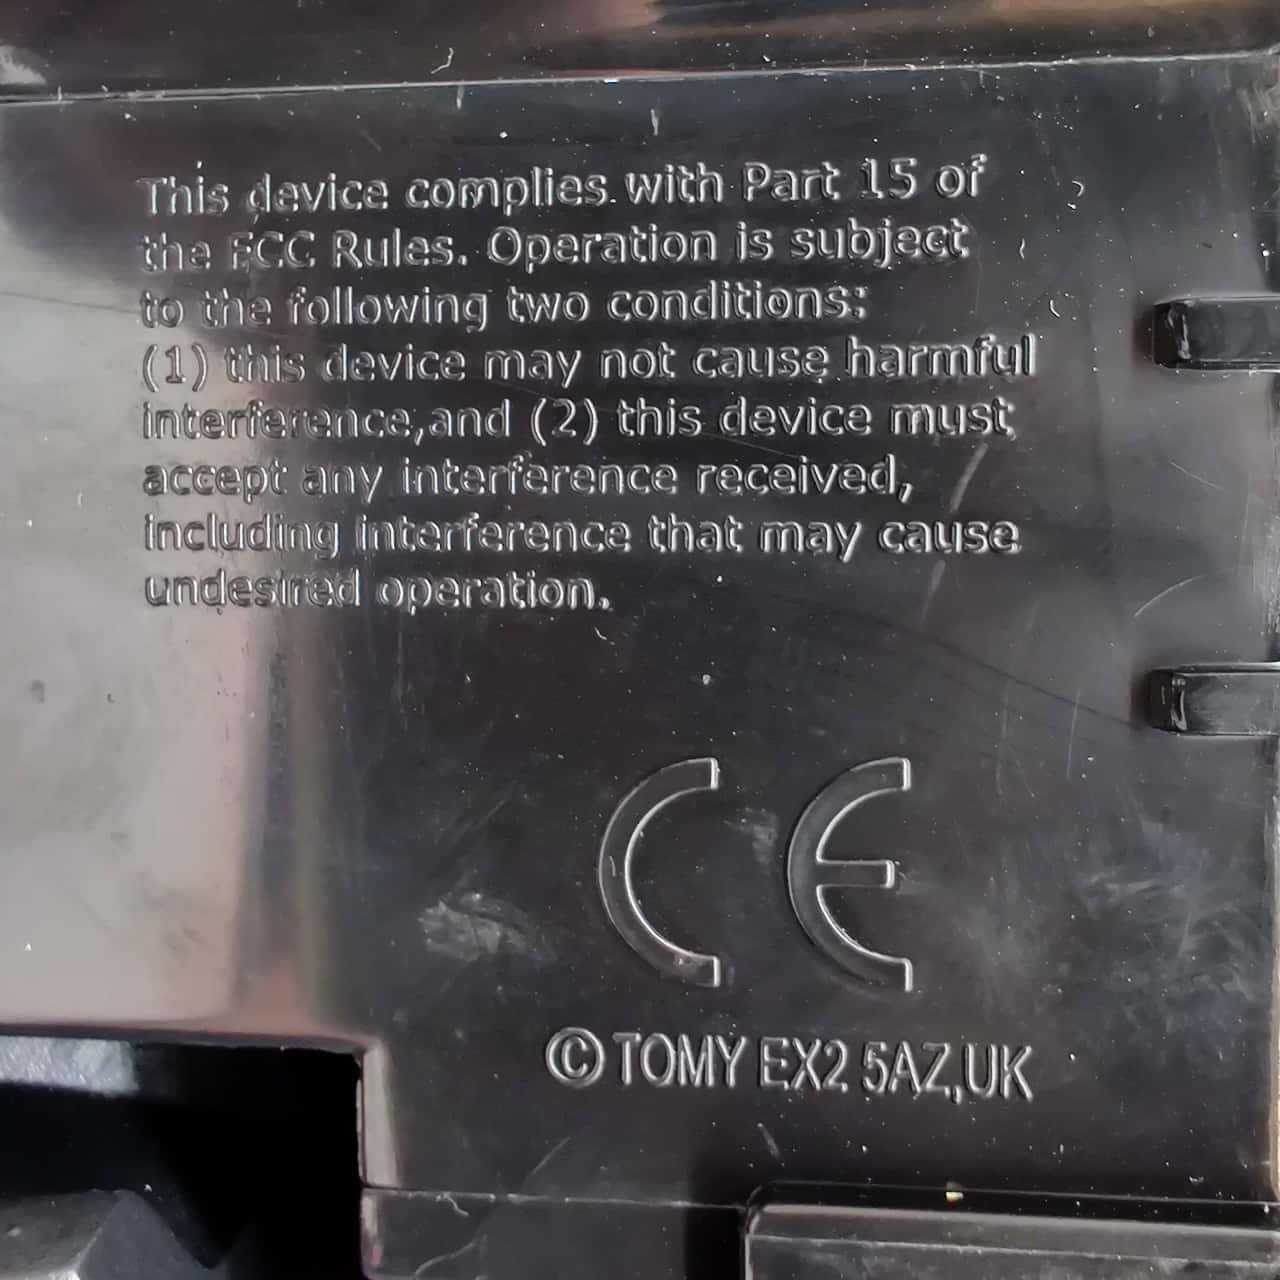 This device complies with Part 15 of
the FCC Rules. Operation is subject
to the following two conditions:
(1) this device may not cause harmful
interference,and (2) this device must
accept any interference received,
including interference that may cause
undesired operation.
CE
© TOMY EX2 5AZ,UK